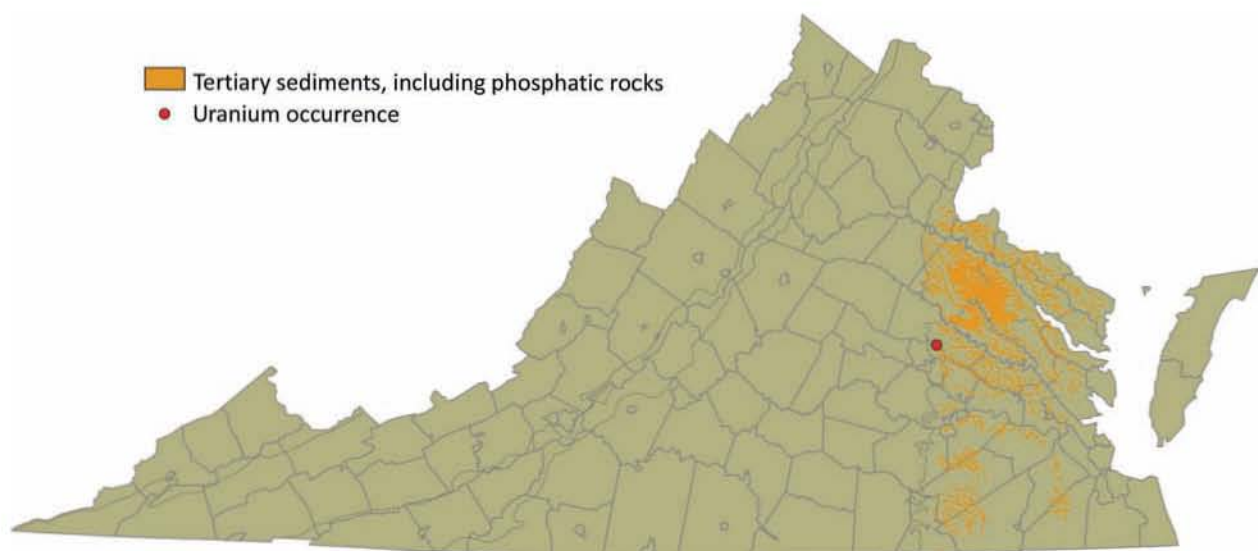 Tertiary sediments, including phosphatic rocks
Uranium occurrence